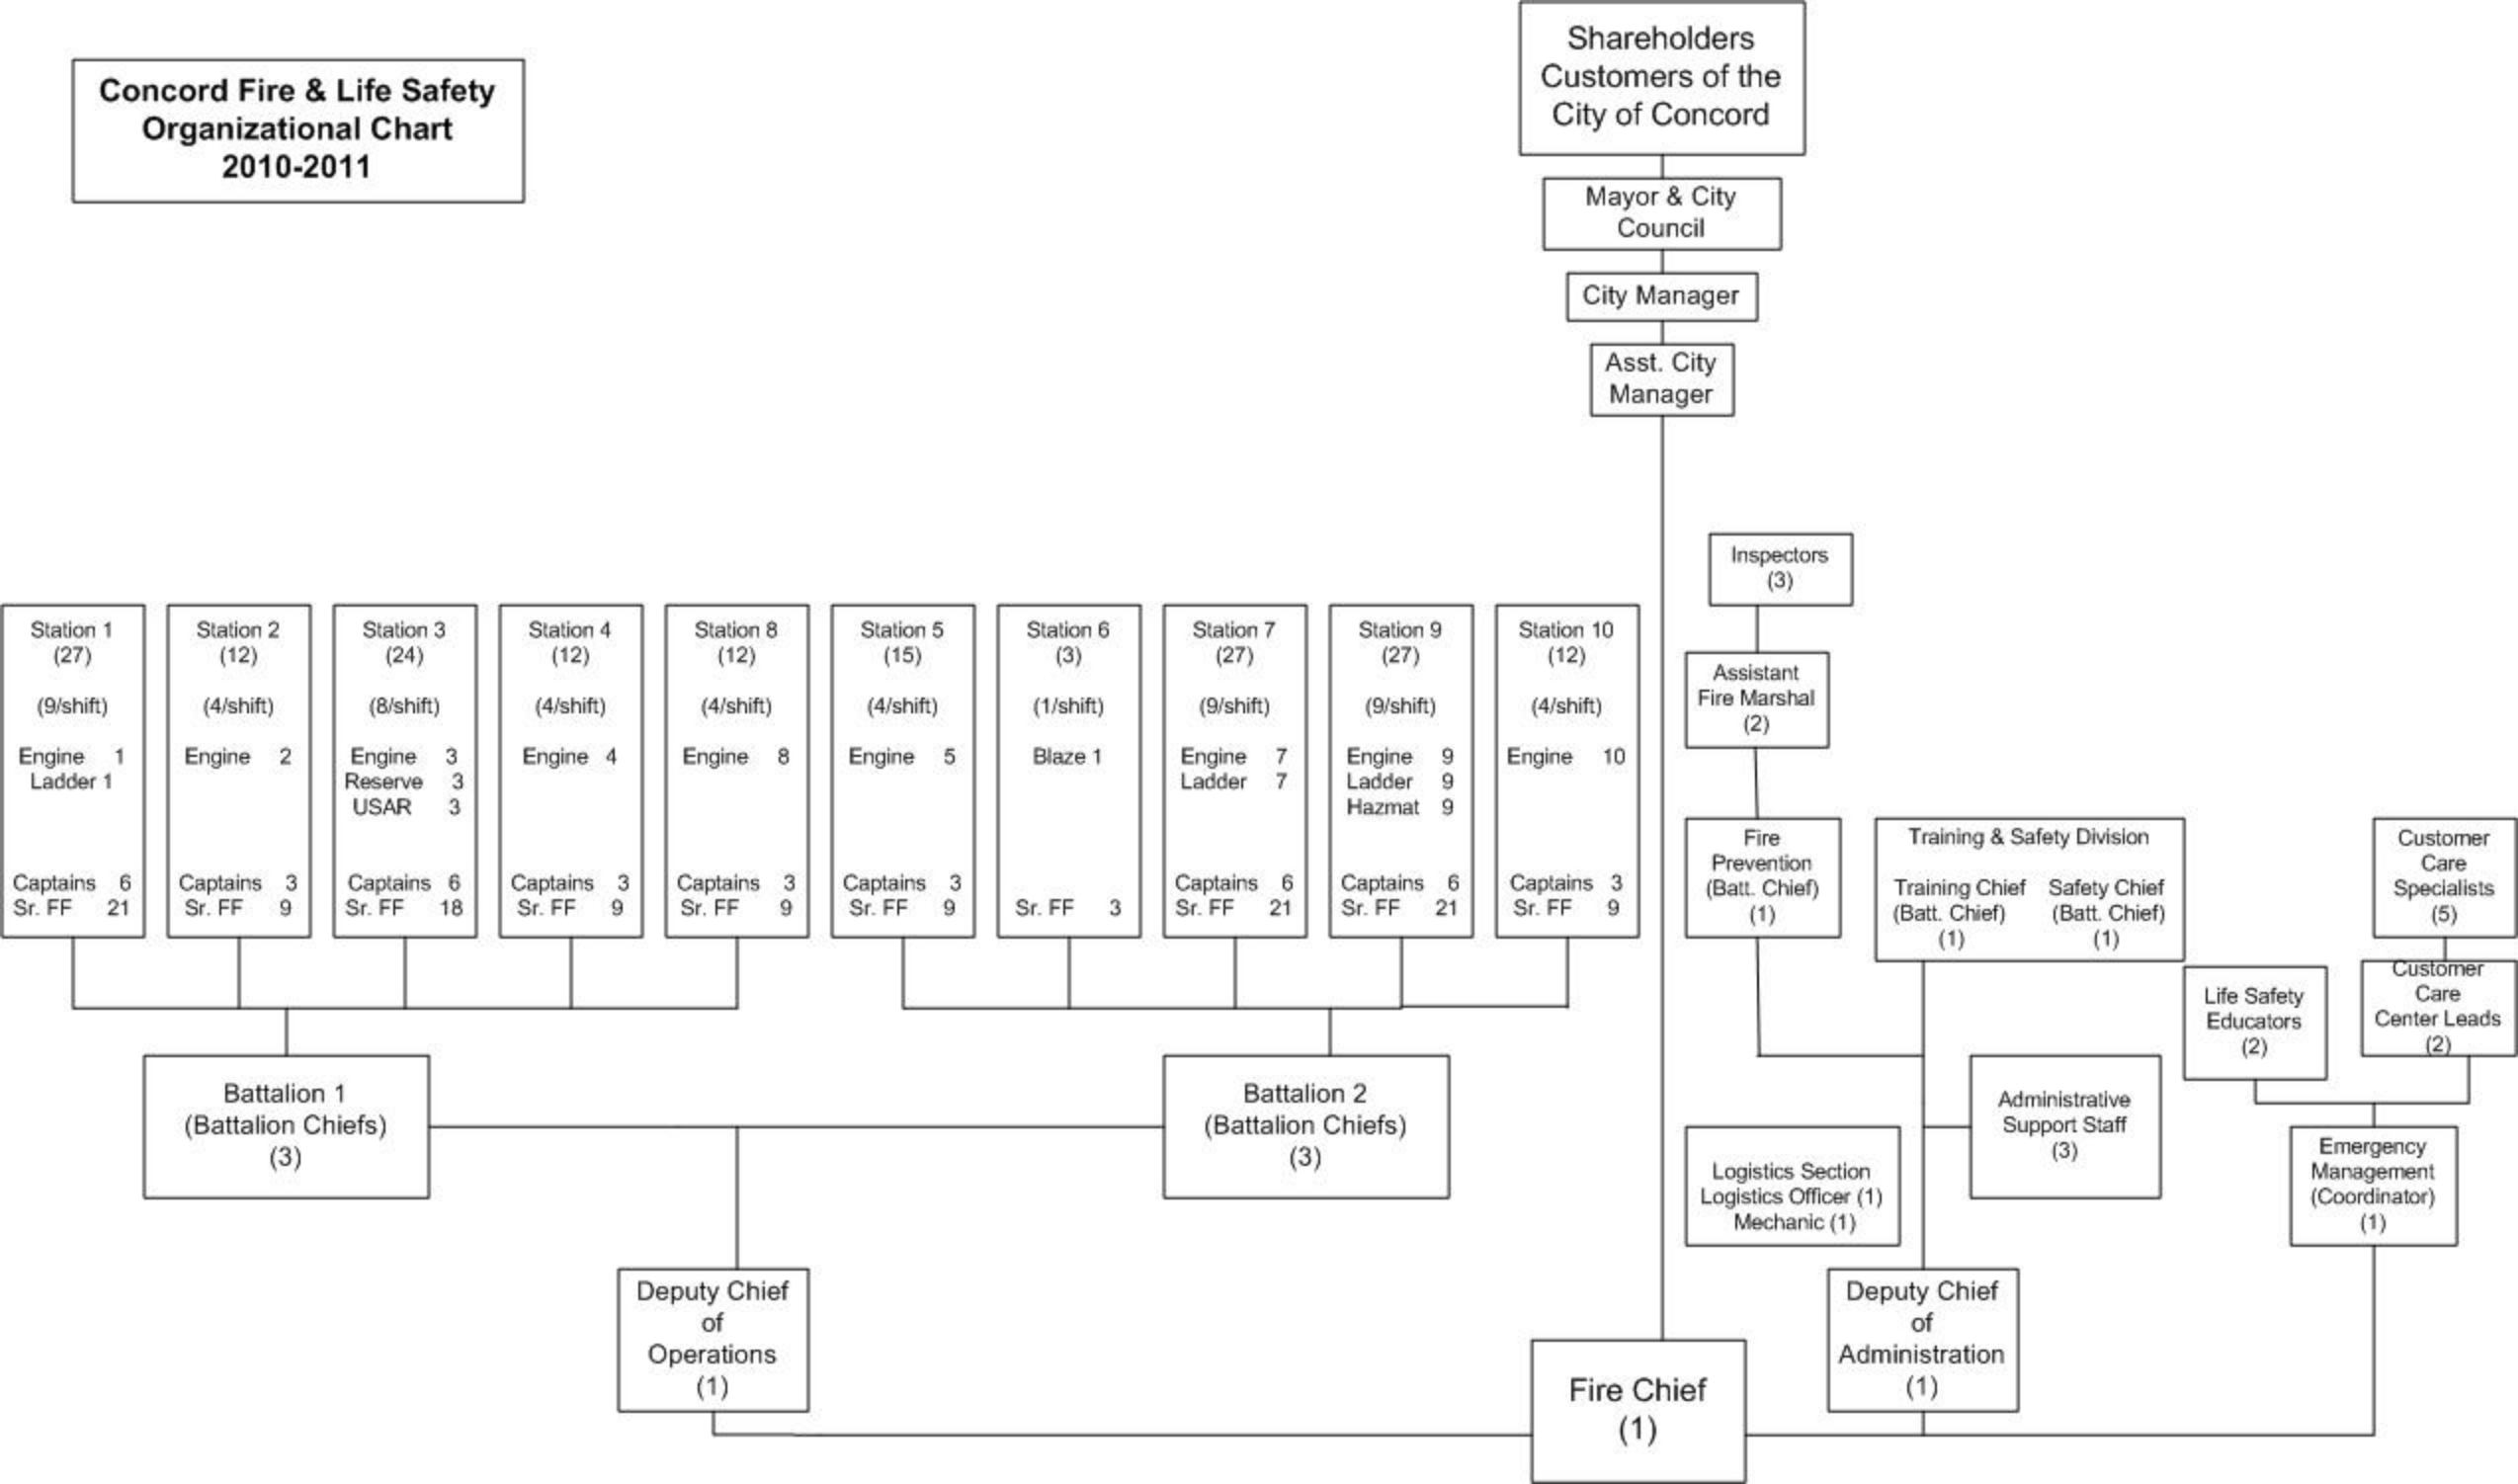 Concord Fire & Life Safety
Organizational Chart
2010-2011
Shareholders
Customers of the
City of Concord
Mayor & City
Council
City Manager
Asst. City
Manager
Inspectors
(3)
Assistant
Fire Marshal
(2)
Station 1
(27)
(9/shift)
Engine 1
Ladder 1
Captains 6
Sr. FF 21
Station 2
(12)
(4/shift)
Engine 2
Captains 3
Sr. FF 9
Station 3
(24)
(8/shift)
Engine 3
Reserve 3
USAR 3
Captains 6
Sr. FF 18
Station 4
(12)
(4/shift)
Engine 4
Captains 3
Sr. FF 9
Station 8
(12)
(4/shift)
Engine 8
Captains 3
Sr. FF 9
Station 5
(15)
(4/shift)
Engine 5
Captains 3
Sr. FF 9
Station 6
(3)
(1/shift)
Blaze 1
Sr. FF 3
Station 7
(27)
(9/shift)
Engine 7
Ladder 7
Captains 6
Sr. FF 21
Station 9
(27)
(9/shift)
Engine 9
Ladder 9
Hazmat 9
Captains 6
Sr. FF 21
Station 10
(12)
(4/shift)
Engine 10
Captains 3
Sr. FF 9
Fire
Prevention
(Batt. Chief)
(1)
Training & Safety Division
Training Chief Safety Chief
(Batt. Chief) (Batt. Chief)
(1) (1)
Customer
Care
Specialists
(5)
Life Safety
Educators
(2)
Customer
Care
Center Leads
(2)
Battalion 1
(Battalion Chiefs)
(3)
Battalion 2
(Battalion Chiefs)
(3)
Logistics Section
Logistics Officer (1)
Mechanic (1)
Administrative
Support Staff
(3)
Emergency
Management
(Coordinator)
(1)
Deputy Chief
of
Operations
(1)
Fire Chief
(1)
Deputy Chief
of
Administration
(1)